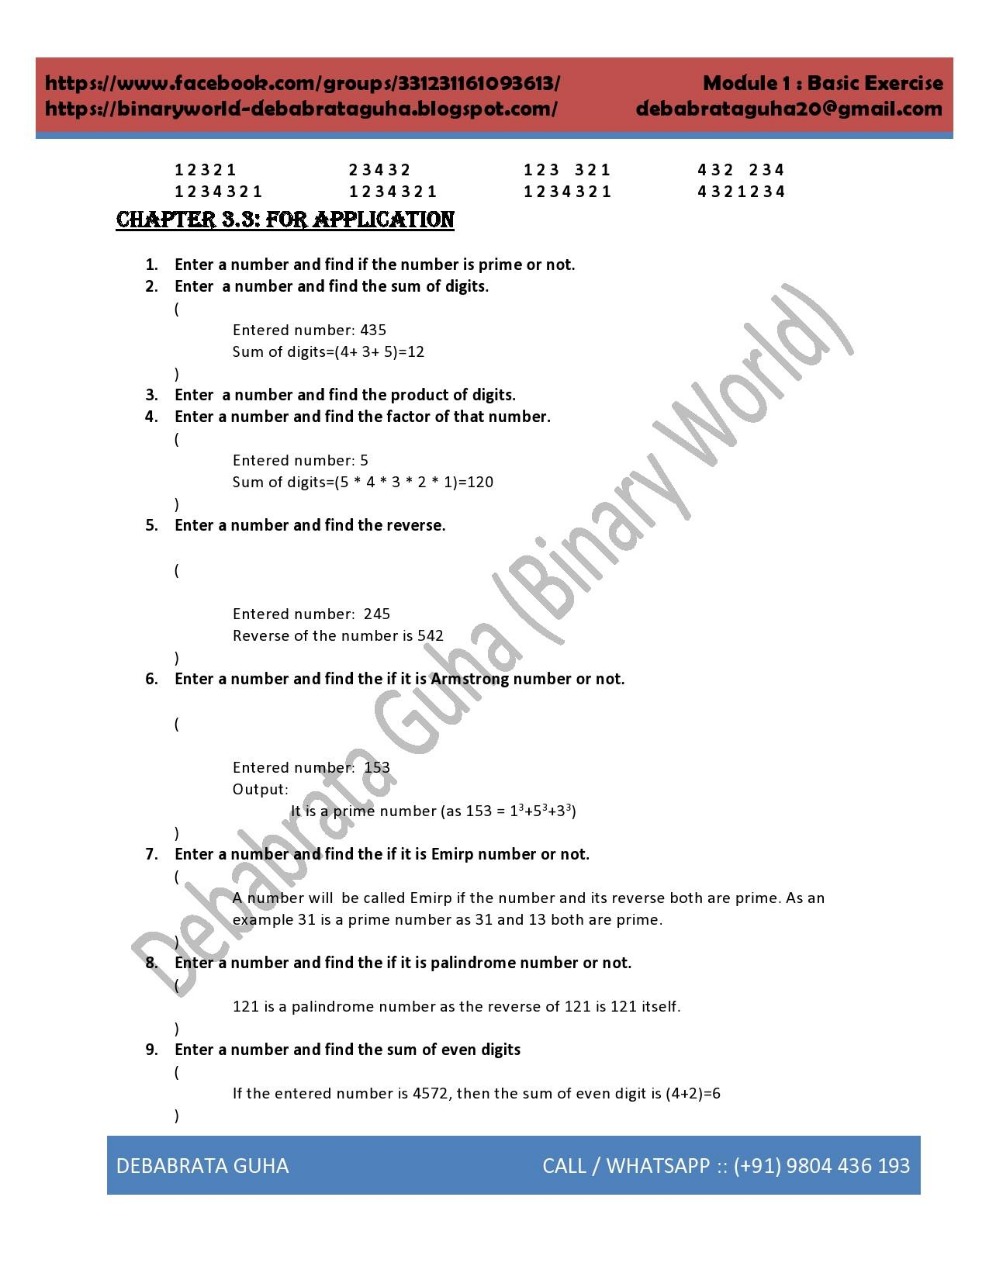 https://www.facebook.com/groups/331231161093613/ Module 1 : Basic Exercise
https://binaryworld-debabrataguha.blogspot.com/ debabrataguha20@gmail.com
1 2 3 2 1 2 3 4 3 2 1 2 3 3 2 1 4 3 2 2 3 4
1 2 3 4 3 2 1 1 2 3 4 3 2 1 1 2 3 4 3 2 1 4 3 2 1 2 3 4
CHAPTER 3.3: FOR APPLICATION
1. Enter a number and find if the number is prime or not.
2. Enter a number and find the sum of digits.
(
Entered number: 435
Sum of digits=(4+ 3+ 5)=12
)
3. Enter a number and find the product of digits.
4. Enter a number and find the factor of that number.
(
Entered number: 5
Sum of digits=(5 * 4 * 3 * 2 * 1)=120
)
5. Enter a number and find the reverse.
(
Entered number: 245
Reverse of the number is 542
)
6. Enter a number and find the if it is Armstrong number or not.
(
Entered number: 153
Output:
It is a prime number (as 153 = 1³+5³+3³)
)
7. Enter a number and find the if it is Emirp number or not.
(
A number will be called Emirp if the number and its reverse both are prime. As an
example 31 is a prime number as 31 and 13 both are prime.
)
8. Enter a number and find the if it is palindrome number or not.
(
121 is a palindrome number as the reverse of 121 is 121 itself.
)
9. Enter a number and find the sum of even digits
(
If the entered number is 4572, then the sum of even digit is (4+2)=6
)
Debabrata Guha (Binary World)
DEBABRATA GUHA CALL / WHATSAPP :: (+91) 9804 436 193